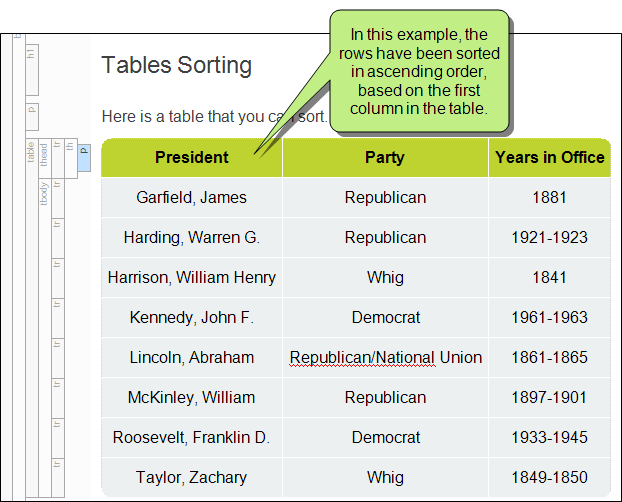 In this example, the
rows have been sorted
in ascending order,
based on the first
column in the table.
h1
Tables Sorting
p
Here is a table that you can sort.
table
thead
tr
th
p
President Party Years in Office
tbody
tr
Garfield, James Republican 1881
tr
Harding, Warren G. Republican 1921-1923
tr
Harrison, William Henry Whig 1841
tr
Kennedy, John F. Democrat 1961-1963
tr
Lincoln, Abraham Republican/National Union 1861-1865
tr
McKinley, William Republican 1897-1901
tr
Roosevelt, Franklin D. Democrat 1933-1945
tr
Taylor, Zachary Whig 1849-1850